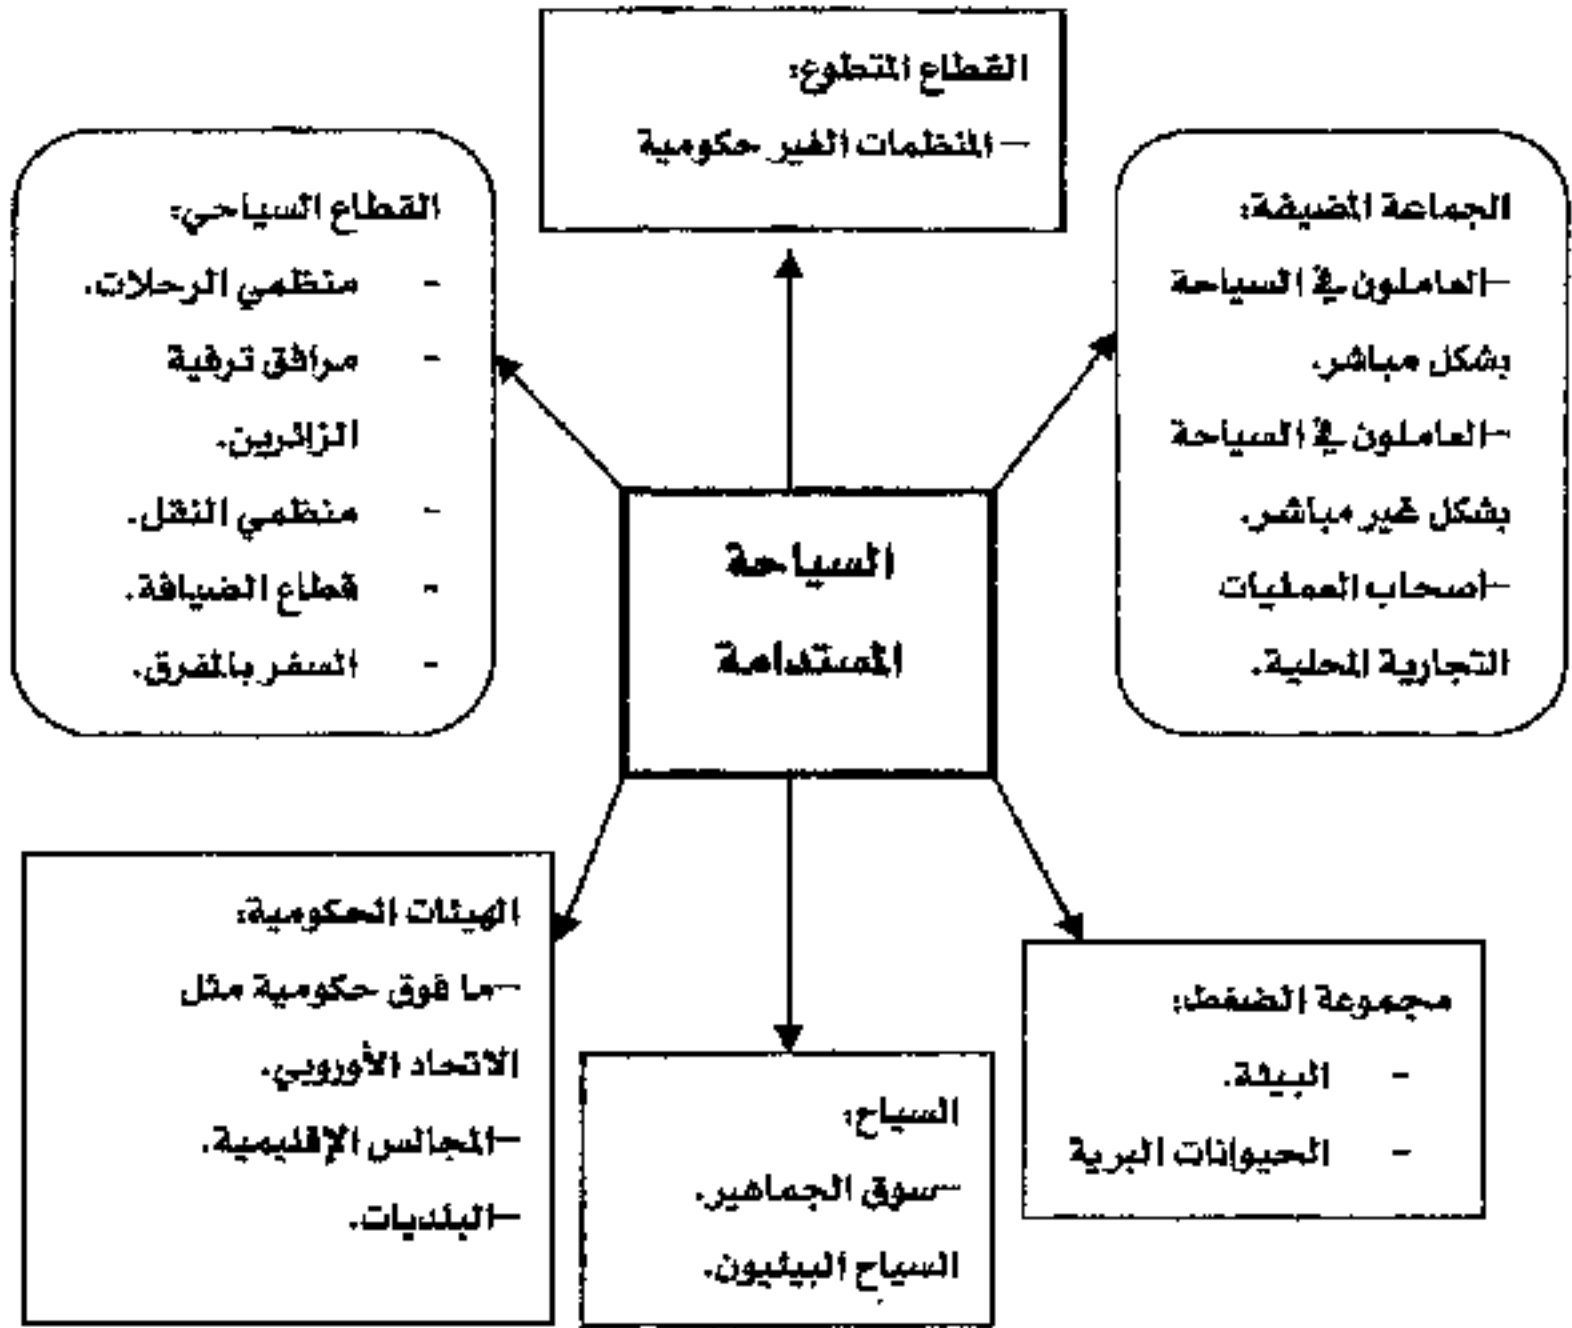 القطاع المتطوع:
– المنظمات الغير حكومية
الجماعة المضيفة:
–العاملون في السياحة
بشكل مباشر.
–العاملون في السياحة
بشكل غير مباشر.
–اصحاب العمليات
التجارية المحلية.
القطاع السياحي:
- منظمي الرحلات.
- مرافق ترفية
الزائرين.
- منظمي النقل.
- قطاع الضيافة.
- السفر بالمفرق.
السياحة
المستدامة
مجموعة الضغط:
- البيئة.
- الحيوانات البرية
السياح:
–سوق الجماهير.
السياح البيئيون.
الهيئات الحكومية:
–ما فوق حكومية مثل
الاتحاد الأوروبي.
–المجالس الإقليمية.
–البلديات.